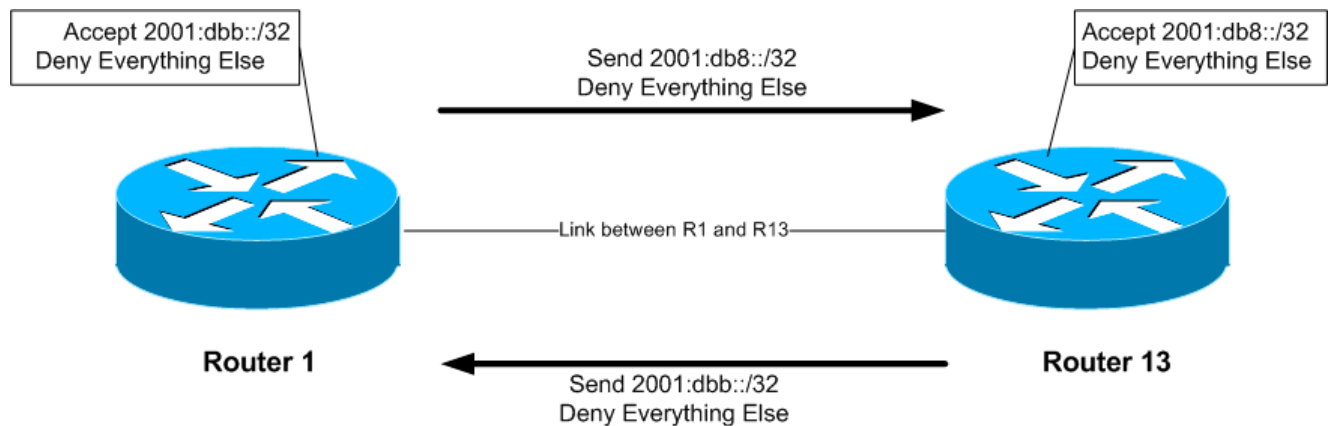 Accept 2001:dbb::/32
Deny Everything Else
Send 2001:db8::/32
Deny Everything Else
Accept 2001:db8::/32
Deny Everything Else
Link between R1 and R13
Router 1
Router 13
Send 2001:dbb::/32
Deny Everything Else